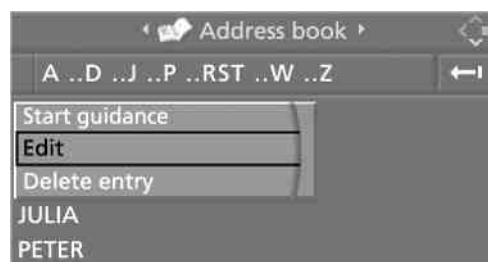 Address book
A ..D ..J ..P ..RST ..W ..Z
Start guidance
Edit
Delete entry
JULIA
PETER